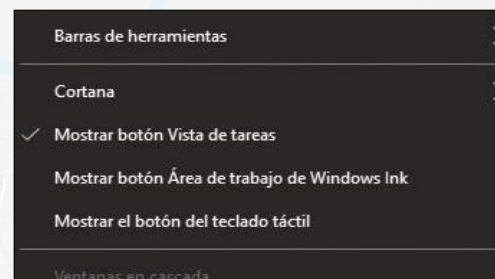 Barras de herramientas
Cortana
Mostrar botón Vista de tareas
Mostrar botón Área de trabajo de Windows Ink
Mostrar el botón del teclado táctil
Ventanas en cascada